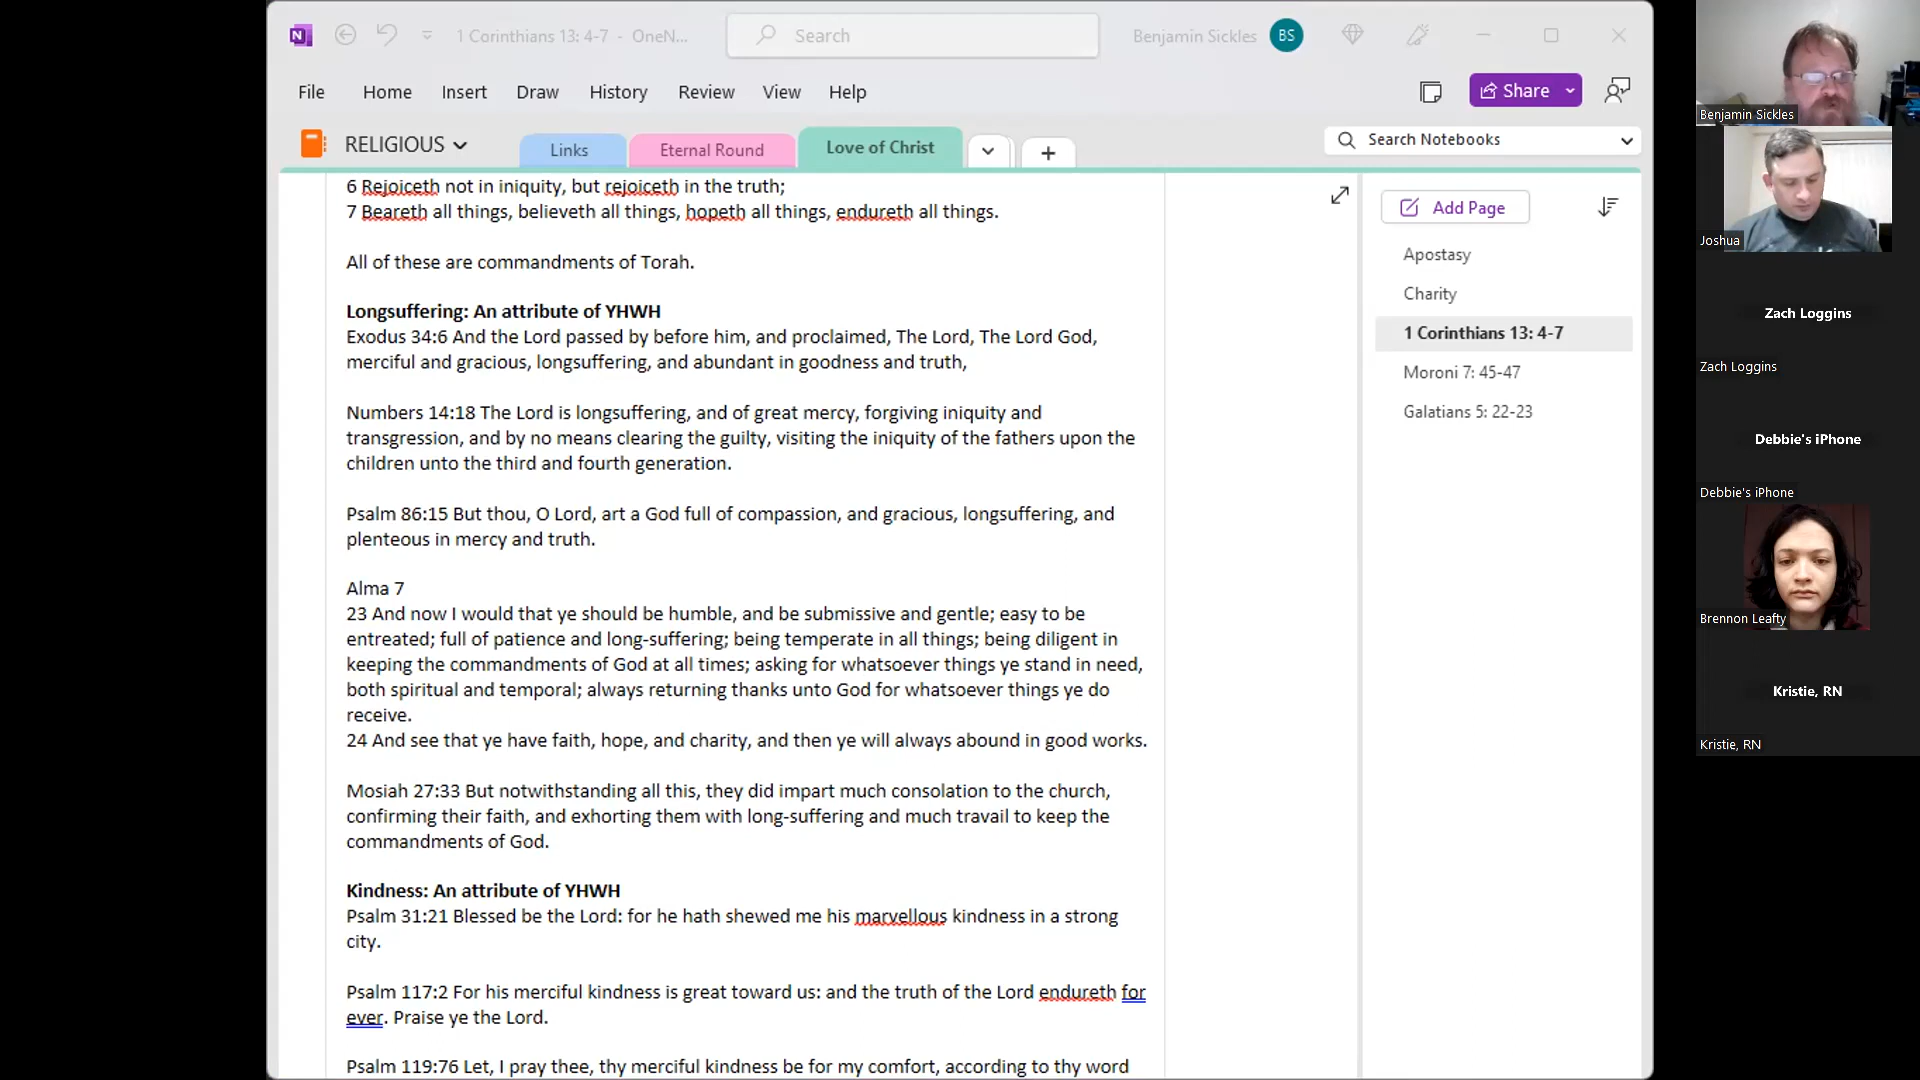 1 Corinthians 13: 4-7 - OneN...
Search
Benjamin Sickles
BS
File
Home
Insert
Draw
History
Review
View
Help
Share
RELIGIOUS
Links
Eternal Round
Love of Christ
+
Search Notebooks
6 Rejoiceth not in iniquity, but rejoiceth in the truth;
7 Beareth all things, believeth all things, hopeth all things, endureth all things.
All of these are commandments of Torah.
Longsuffering: An attribute of YHWH
Exodus 34:6 And the Lord passed by before him, and proclaimed, The Lord, The Lord God,
merciful and gracious, longsuffering, and abundant in goodness and truth,
Numbers 14:18 The Lord is longsuffering, and of great mercy, forgiving iniquity and
transgression, and by no means clearing the guilty, visiting the iniquity of the fathers upon the
children unto the third and fourth generation.
Psalm 86:15 But thou, O Lord, art a God full of compassion, and gracious, longsuffering, and
plenteous in mercy and truth.
Alma 7
23 And now I would that ye should be humble, and be submissive and gentle; easy to be
entreated; full of patience and long-suffering; being temperate in all things; being diligent in
keeping the commandments of God at all times; asking for whatsoever things ye stand in need,
both spiritual and temporal; always returning thanks unto God for whatsoever things ye do
receive.
24 And see that ye have faith, hope, and charity, and then ye will always abound in good works.
Mosiah 27:33 But notwithstanding all this, they did impart much consolation to the church,
confirming their faith, and exhorting them with long-suffering and much travail to keep the
commandments of God.
Kindness: An attribute of YHWH
Psalm 31:21 Blessed be the Lord: for he hath shewed me his marvellous kindness in a strong
city.
Psalm 117:2 For his merciful kindness is great toward us: and the truth of the Lord endureth for
ever. Praise ye the Lord.
Psalm 119:76 Let, I pray thee, thy merciful kindness be for my comfort, according to thy word
Add Page
Apostasy
Charity
1 Corinthians 13: 4-7
Moroni 7: 45-47
Galatians 5: 22-23
Benjamin Sickles
Joshua
Zach Loggins
Zach Loggins
Debbie's iPhone
Debbie's iPhone
Brennon Leafty
Kristie, RN
Kristie, RN